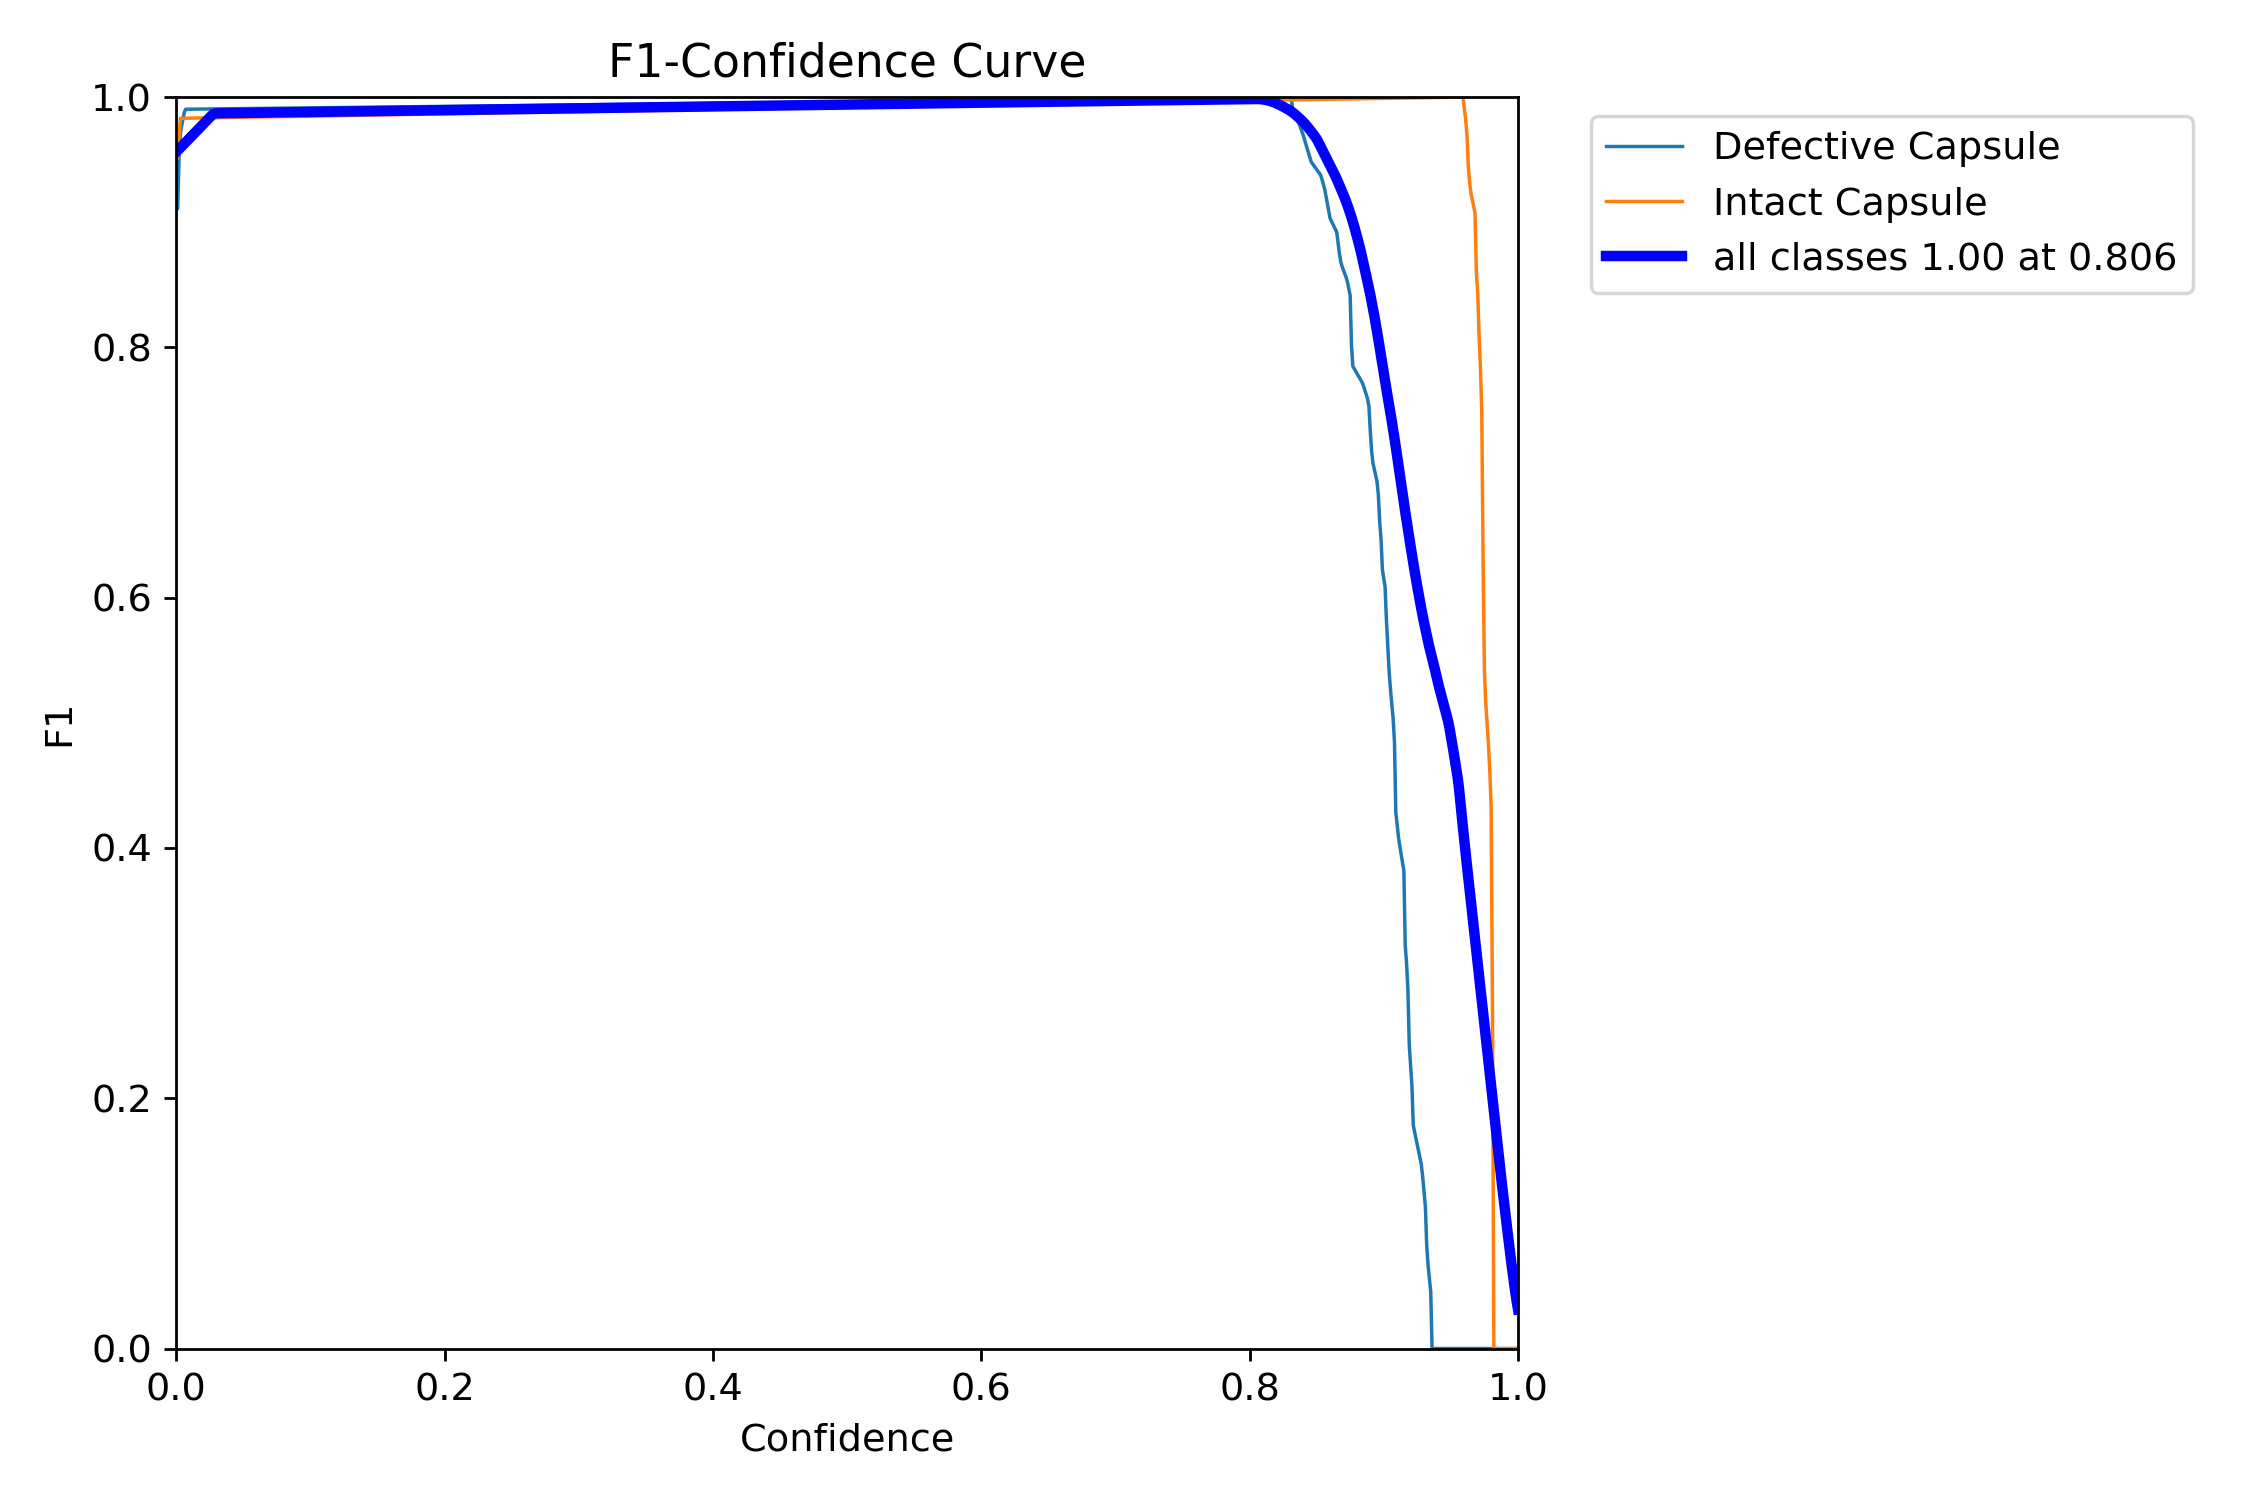 F1-Confidence Curve
1.0
0.8
0.6
0.4
0.2
0.0
F1
0.0 0.2 0.4 0.6 0.8 1.0
Confidence
Defective Capsule
Intact Capsule
all classes 1.00 at 0.806